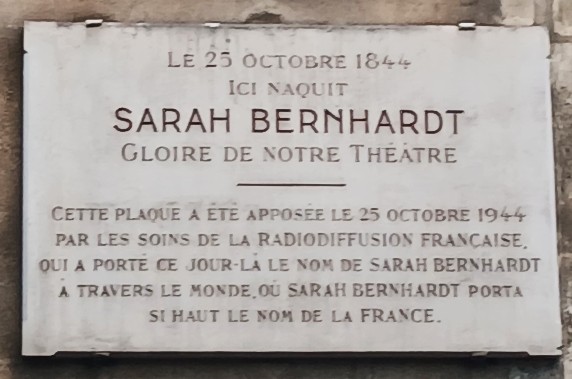 Le 25 octobre 1844
Ici naquit
SARAH BERNHARDT
Gloire de notre Théâtre
Cette plaque a été apposée le 25 octobre 1944
par les soins de la Radiodiffusion Française,
qui a porté ce jour-là le nom de Sarah Bernhardt
à travers le monde, où Sarah Bernhardt porta
si haut le nom de la France.